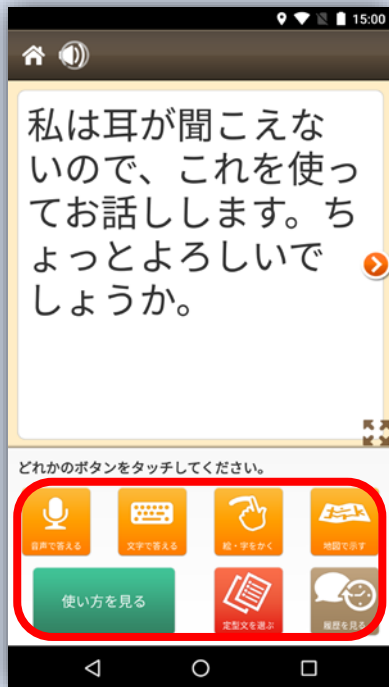 15:00
私は耳が聞こえな
いので、これを使っ
てお話しします。ち
ょっとよろしいで
しょうか。
どれかのボタンをタッチしてください。
音声で答える
文字で答える
絵・字をかく
地図で示す
使い方を見る
定型文を選ぶ
履歴を見る